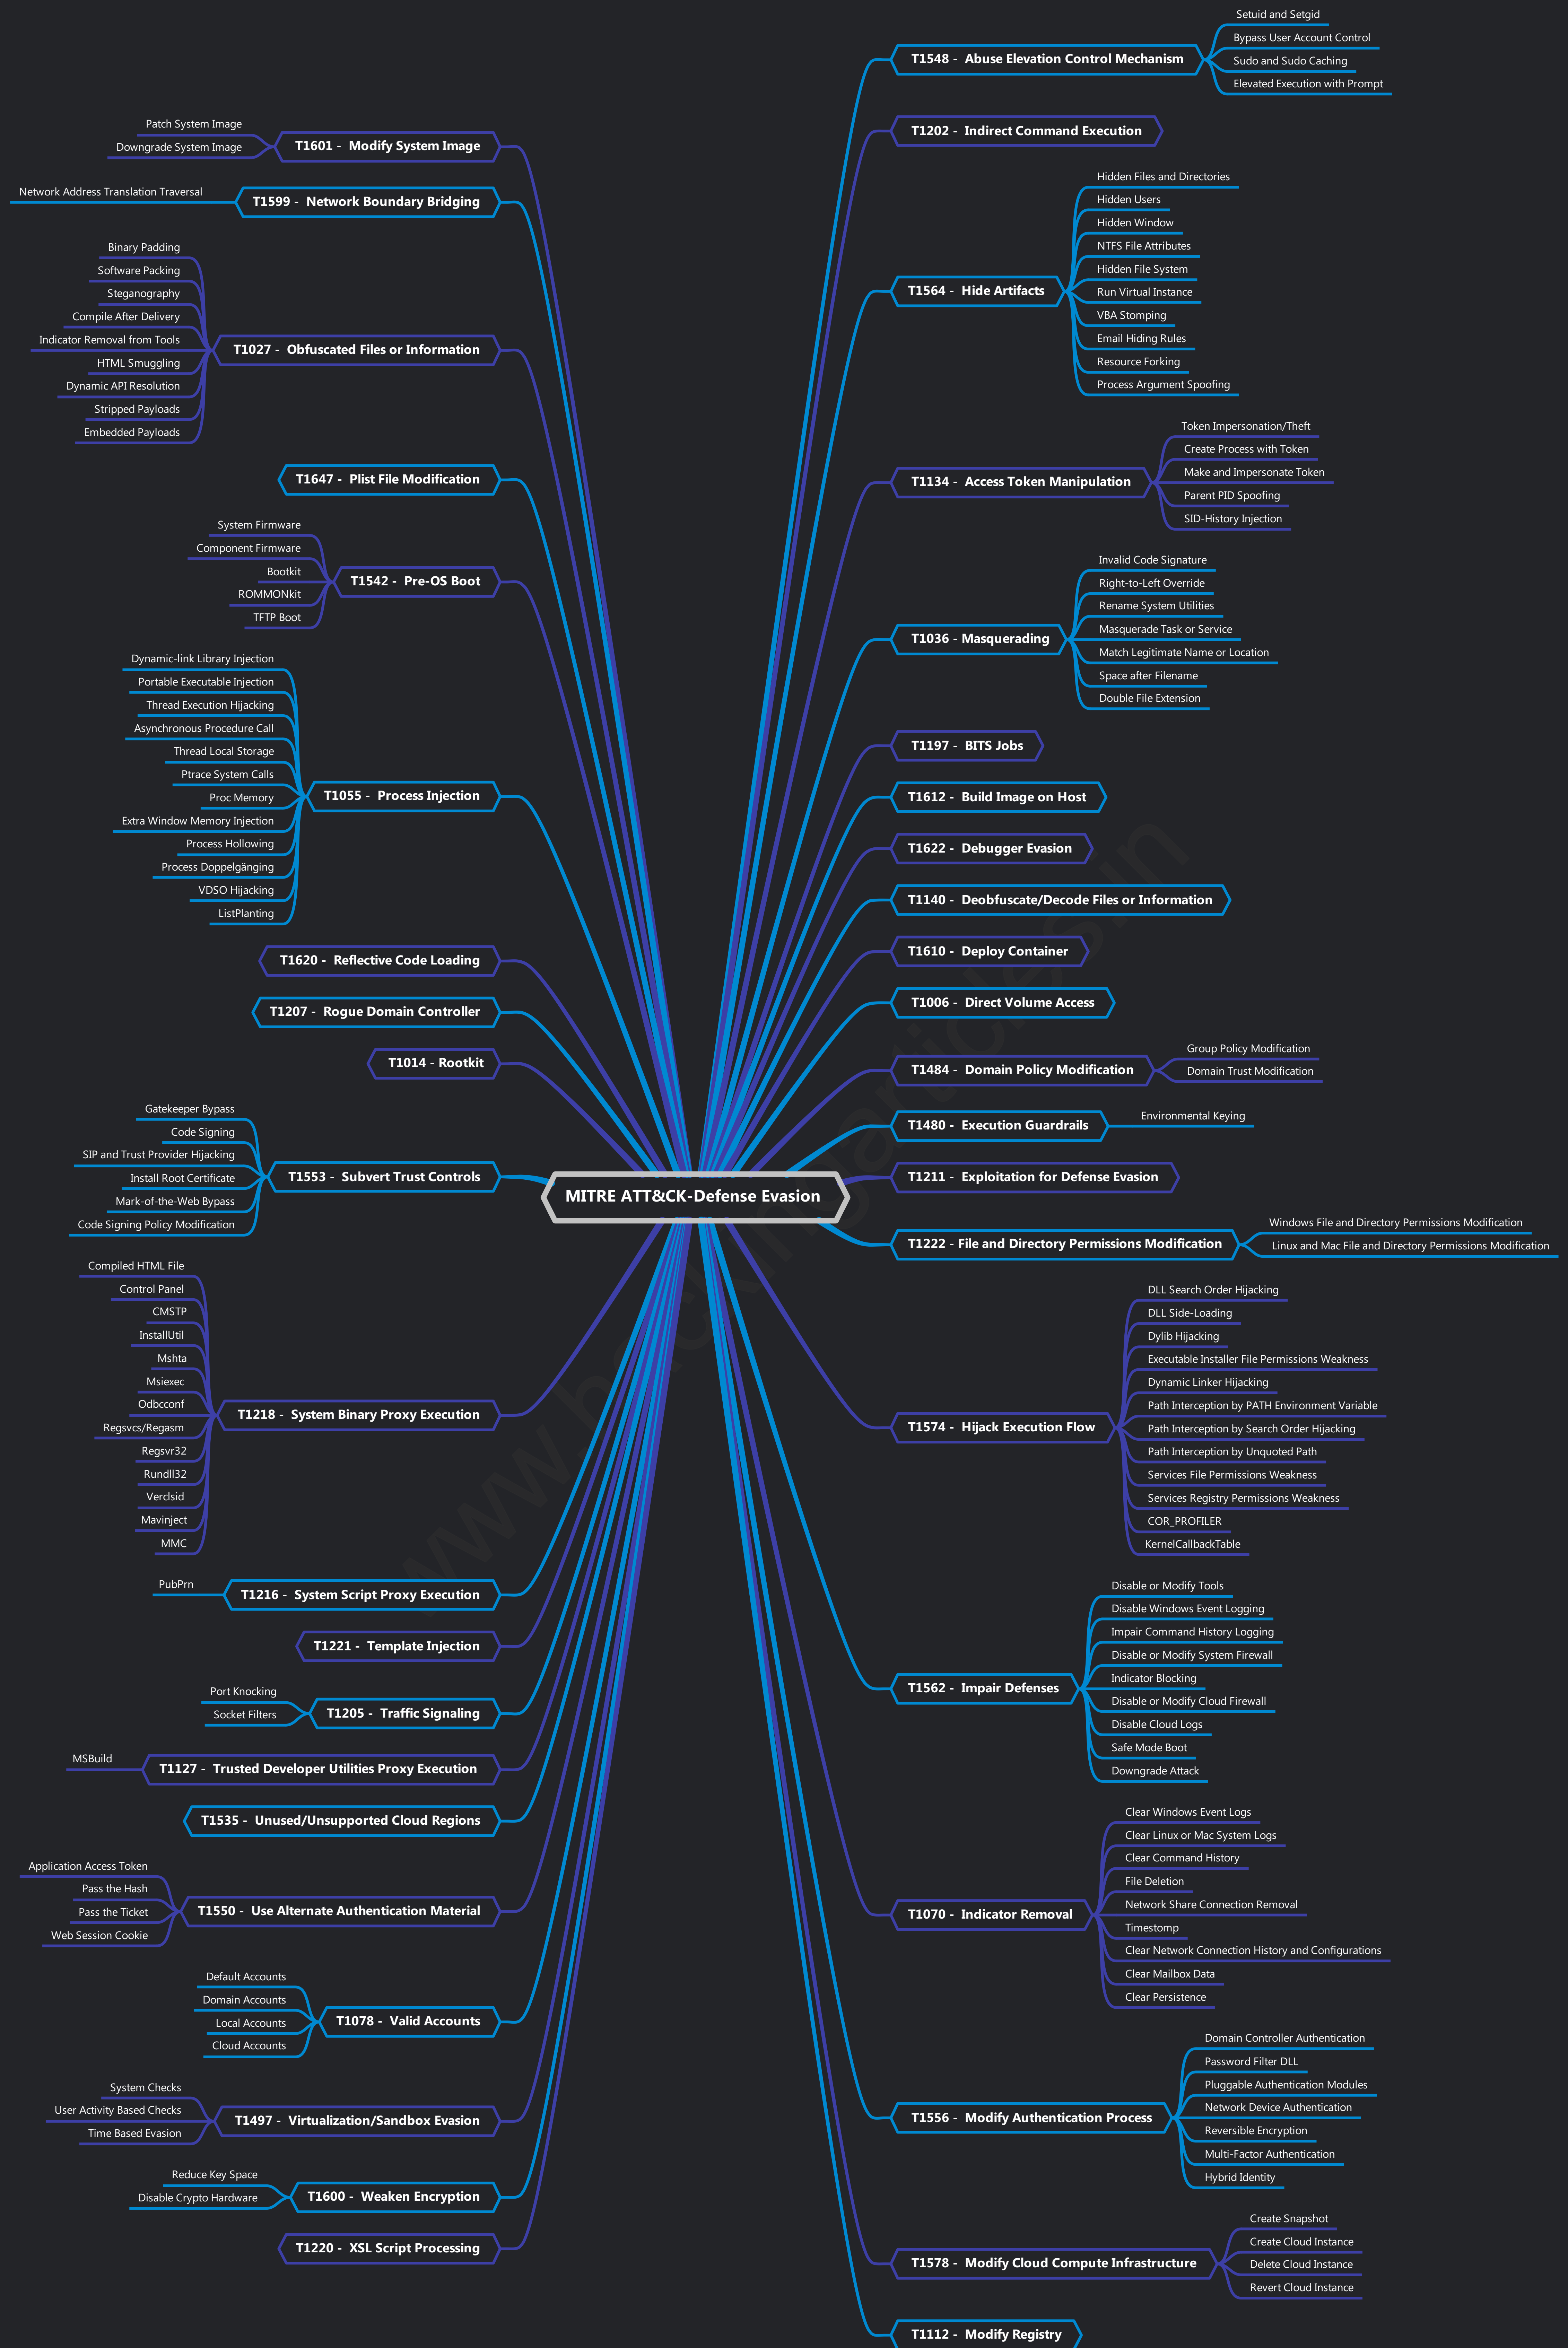 MITRE ATT&CK-Defense Evasion
T1548 - Abuse Elevation Control Mechanism
Setuid and Setgid
Bypass User Account Control
Sudo and Sudo Caching
Elevated Execution with Prompt
T1202 - Indirect Command Execution
T1564 - Hide Artifacts
Hidden Files and Directories
Hidden Users
Hidden Window
NTFS File Attributes
Hidden File System
Run Virtual Instance
VBA Stomping
Email Hiding Rules
Resource Forking
Process Argument Spoofing
T1134 - Access Token Manipulation
Token Impersonation/Theft
Create Process with Token
Make and Impersonate Token
Parent PID Spoofing
SID-History Injection
T1036 - Masquerading
Invalid Code Signature
Right-to-Left Override
Rename System Utilities
Masquerade Task or Service
Match Legitimate Name or Location
Space after Filename
Double File Extension
T1197 - BITS Jobs
T1612 - Build Image on Host
T1622 - Debugger Evasion
T1140 - Deobfuscate/Decode Files or Information
T1610 - Deploy Container
T1006 - Direct Volume Access
T1484 - Domain Policy Modification
Group Policy Modification
Domain Trust Modification
T1480 - Execution Guardrails
Environmental Keying
T1211 - Exploitation for Defense Evasion
T1222 - File and Directory Permissions Modification
Windows File and Directory Permissions Modification
Linux and Mac File and Directory Permissions Modification
T1574 - Hijack Execution Flow
DLL Search Order Hijacking
DLL Side-Loading
Dylib Hijacking
Executable Installer File Permissions Weakness
Dynamic Linker Hijacking
Path Interception by PATH Environment Variable
Path Interception by Search Order Hijacking
Path Interception by Unquoted Path
Services File Permissions Weakness
Services Registry Permissions Weakness
COR_PROFILER
KernelCallbackTable
T1562 - Impair Defenses
Disable or Modify Tools
Disable Windows Event Logging
Impair Command History Logging
Disable or Modify System Firewall
Indicator Blocking
Disable or Modify Cloud Firewall
Disable Cloud Logs
Safe Mode Boot
Downgrade Attack
T1070 - Indicator Removal
Clear Windows Event Logs
Clear Linux or Mac System Logs
Clear Command History
File Deletion
Network Share Connection Removal
Timestomp
Clear Network Connection History and Configurations
Clear Mailbox Data
Clear Persistence
T1556 - Modify Authentication Process
Domain Controller Authentication
Password Filter DLL
Pluggable Authentication Modules
Network Device Authentication
Reversible Encryption
Multi-Factor Authentication
Hybrid Identity
T1578 - Modify Cloud Compute Infrastructure
Create Snapshot
Create Cloud Instance
Delete Cloud Instance
Revert Cloud Instance
T1112 - Modify Registry
T1601 - Modify System Image
Patch System Image
Downgrade System Image
T1599 - Network Boundary Bridging
Network Address Translation Traversal
T1027 - Obfuscated Files or Information
Binary Padding
Software Packing
Steganography
Compile After Delivery
Indicator Removal from Tools
HTML Smuggling
Dynamic API Resolution
Stripped Payloads
Embedded Payloads
T1647 - Plist File Modification
T1542 - Pre-OS Boot
System Firmware
Component Firmware
Bootkit
ROMMONkit
TFTP Boot
T1055 - Process Injection
Dynamic-link Library Injection
Portable Executable Injection
Thread Execution Hijacking
Asynchronous Procedure Call
Thread Local Storage
Ptrace System Calls
Proc Memory
Extra Window Memory Injection
Process Hollowing
Process Doppelgänging
VDSO Hijacking
ListPlanting
T1620 - Reflective Code Loading
T1207 - Rogue Domain Controller
T1014 - Rootkit
T1553 - Subvert Trust Controls
Gatekeeper Bypass
Code Signing
SIP and Trust Provider Hijacking
Install Root Certificate
Mark-of-the-Web Bypass
Code Signing Policy Modification
T1218 - System Binary Proxy Execution
Compiled HTML File
Control Panel
CMSTP
InstallUtil
Mshta
Msiexec
Odbcconf
Regsvcs/Regasm
Regsvr32
Rundll32
Verclsid
Mavinject
MMC
T1216 - System Script Proxy Execution
PubPrn
T1221 - Template Injection
T1205 - Traffic Signaling
Port Knocking
Socket Filters
T1127 - Trusted Developer Utilities Proxy Execution
MSBuild
T1535 - Unused/Unsupported Cloud Regions
T1550 - Use Alternate Authentication Material
Application Access Token
Pass the Hash
Pass the Ticket
Web Session Cookie
T1078 - Valid Accounts
Default Accounts
Domain Accounts
Local Accounts
Cloud Accounts
T1497 - Virtualization/Sandbox Evasion
System Checks
User Activity Based Checks
Time Based Evasion
T1600 - Weaken Encryption
Reduce Key Space
Disable Crypto Hardware
T1220 - XSL Script Processing